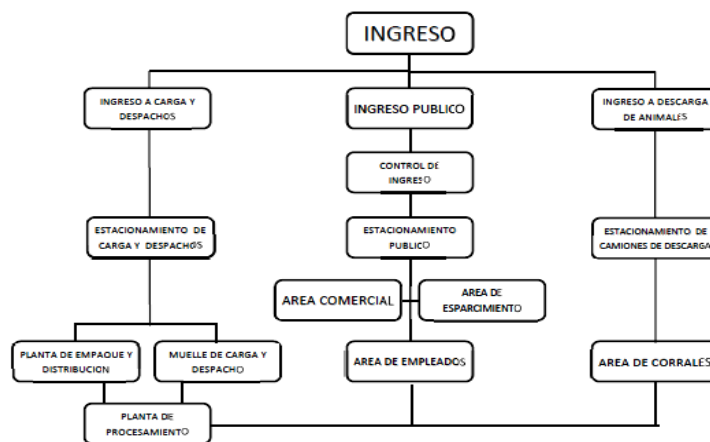 INGRESO
INGRESO A CARGA Y
DESPACHOS
INGRESO PUBLICO
INGRESO A DESCARGA
DE ANIMALES
CONTROL DE
INGRESO
ESTACIONAMIENTO DE
CARGA Y DESPACHOS
ESTACIONAMIENTO
PUBLICO
ESTACIONAMIENTO DE
CAMIONES DE DESCARGA
AREA COMERCIAL
AREA DE
ESPARCIMIENTO
PLANTA DE EMPAQUE Y
DISTRIBUCION
MUELLE DE CARGA Y
DESPACHO
AREA DE EMPLEADOS
AREA DE CORRALES
PLANTA DE
PROCESAMIENTO